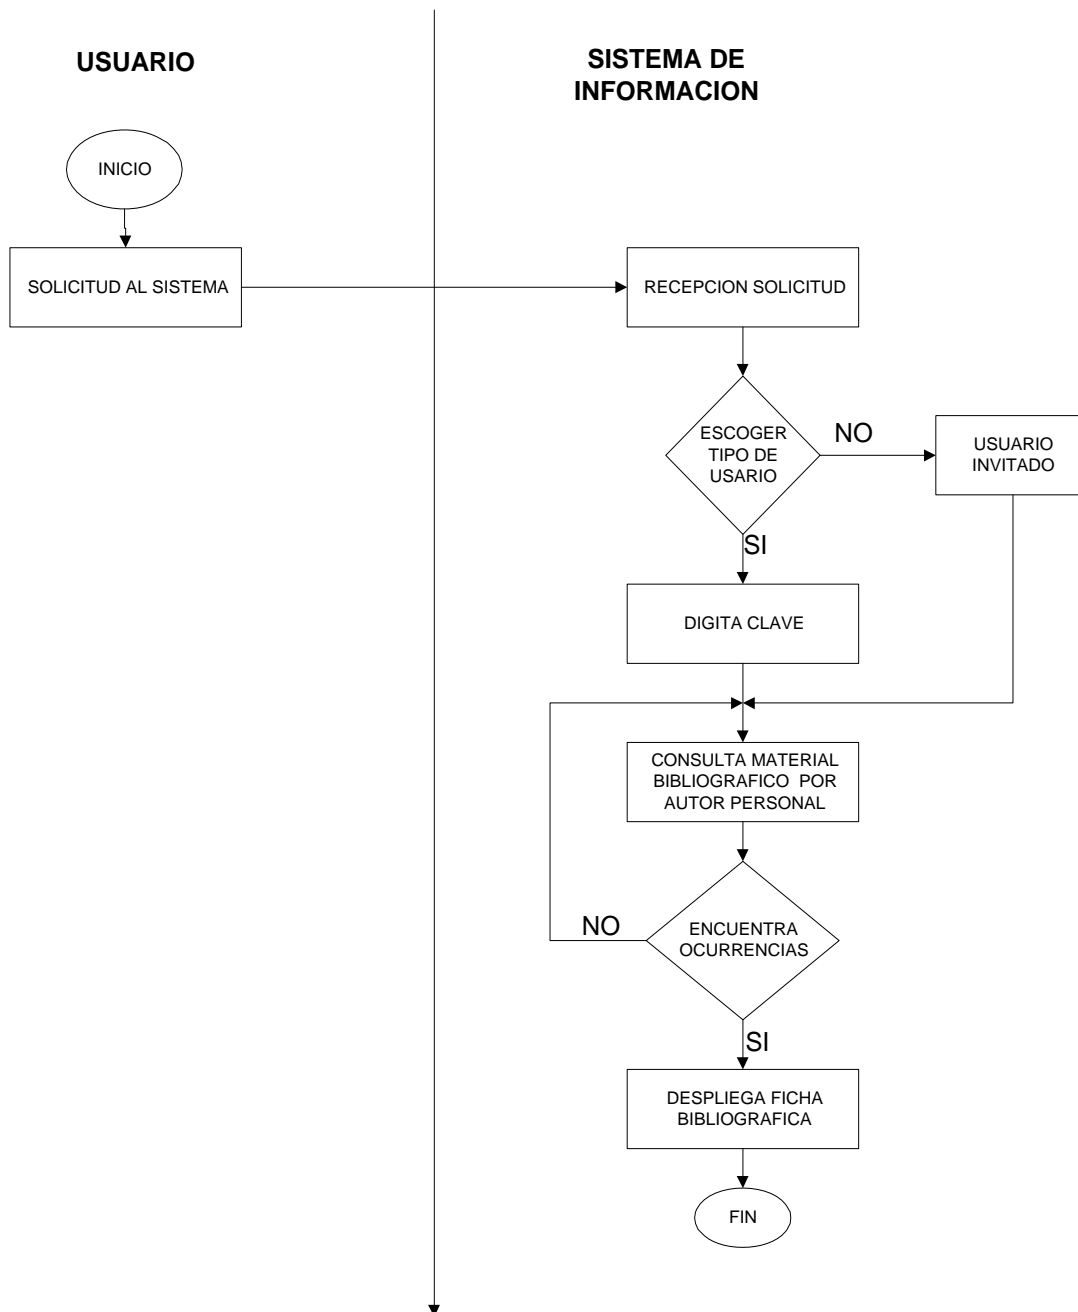 USUARIO
SISTEMA DE
INFORMACION
INICIO
SOLICITUD AL SISTEMA
RECEPCION SOLICITUD
ESCOGER
TIPO DE
USARIO
NO
USUARIO
INVITADO
SI
DIGITA CLAVE
CONSULTA MATERIAL
BIBLIOGRAFICO POR
AUTOR PERSONAL
NO
ENCUENTRA
OCURRENCIAS
SI
DESPLIEGA FICHA
BIBLIOGRAFICA
FIN